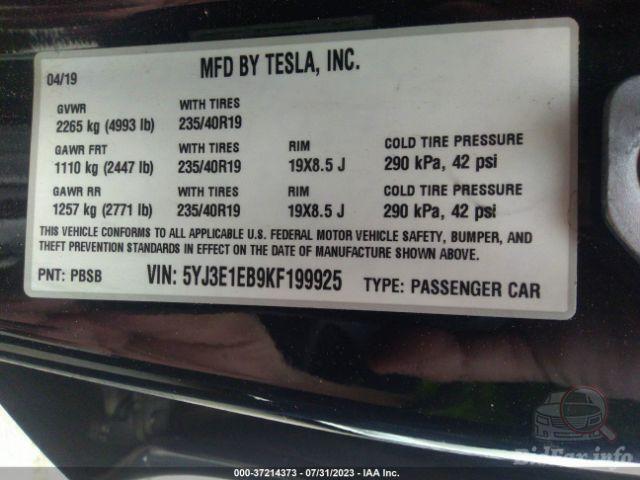 04/19 MFD BY TESLA, INC.
GVWR WITH TIRES
2265 kg (4993 lb) 235/40R19
GAWR FRT WITH TIRES RIM COLD TIRE PRESSURE
1110 kg (2447 lb) 235/40R19 19X8.5 J 290 kPa, 42 psi
GAWR RR WITH TIRES RIM COLD TIRE PRESSURE
1257 kg (2771 lb) 235/40R19 19X8.5 J 290 kPa, 42 psi
THIS VEHICLE CONFORMS TO ALL APPLICABLE U.S. FEDERAL MOTOR VEHICLE SAFETY, BUMPER, AND
THEFT PREVENTION STANDARDS IN EFFECT ON THE DATE OF MANUFACTURE SHOWN ABOVE.
PNT: PBSB VIN: 5YJ3E1EB9KF199925 TYPE: PASSENGER CAR
BidFax.info
000-37214373 - 07/31/2023 - IAA Inc.